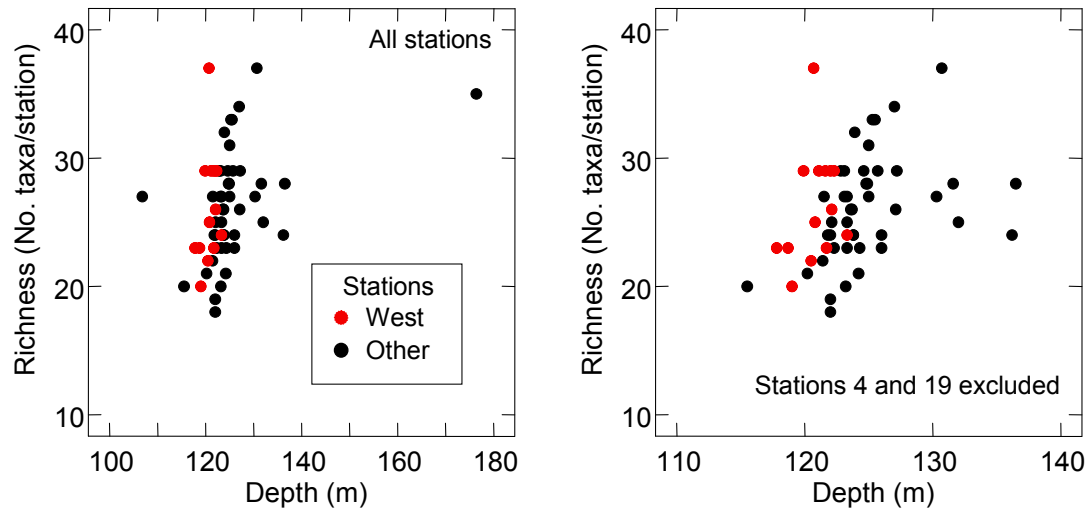 All stations
Richness (No. taxa/station)
40
30
20
10
Stations
West
Other
100 120 140 160 180
Depth (m)
Richness (No. taxa/station)
40
30
20
10
Stations 4 and 19 excluded
110 120 130 140
Depth (m)